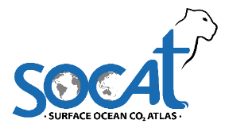 SOCAT
· SURFACE OCEAN CO₂ ATLAS ·